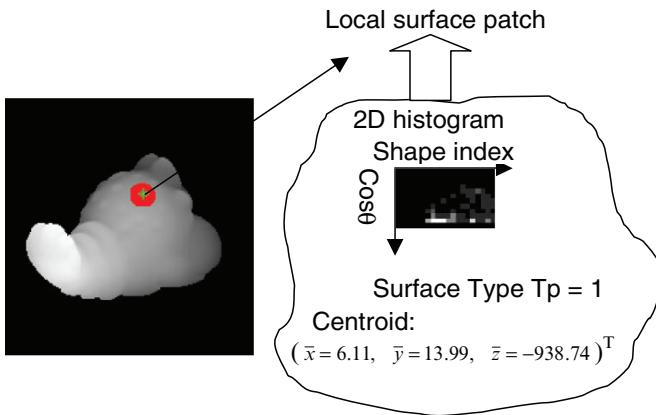 Local surface patch
2D histogram
Shape index
Cosθ
Surface Type Tp = 1
Centroid:
( x̅ = 6.11, y̅ = 13.99, z̅ = −938.74 )ᵀ